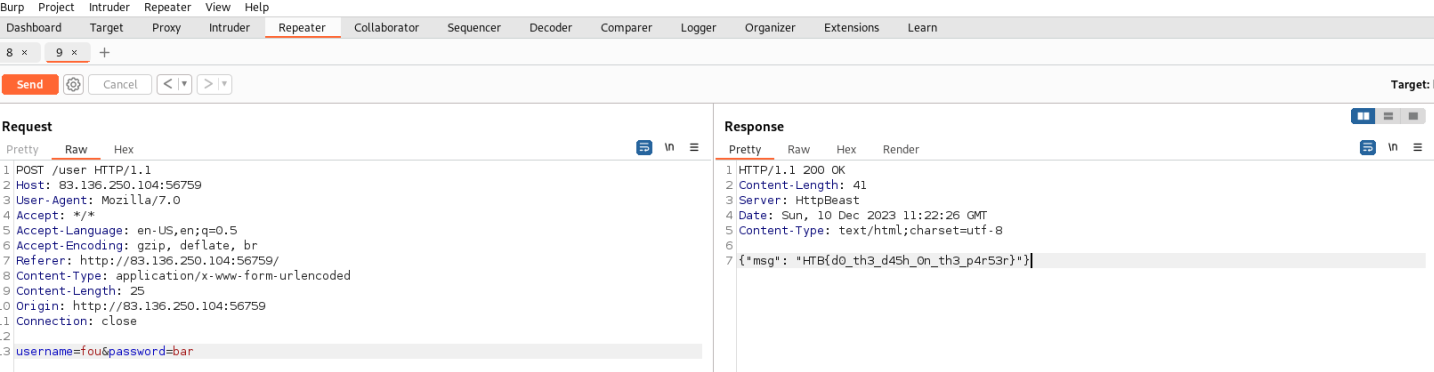 Burp Project Intruder Repeater View Help
Dashboard Target Proxy Intruder Repeater Collaborator Sequencer Decoder Comparer Logger Organizer Extensions Learn
8 × 9 × +
Send Cancel < > Target:
Request
Pretty Raw Hex \n
1 POST /user HTTP/1.1
2 Host: 83.136.250.104:56759
3 User-Agent: Mozilla/7.0
4 Accept: */*
5 Accept-Language: en-US,en;q=0.5
6 Accept-Encoding: gzip, deflate, br
7 Referer: http://83.136.250.104:56759/
8 Content-Type: application/x-www-form-urlencoded
9 Content-Length: 25
10 Origin: http://83.136.250.104:56759
11 Connection: close
12
13 username=fou&password=bar
Response
Pretty Raw Hex Render \n
1 HTTP/1.1 200 OK
2 Content-Length: 41
3 Server: HttpBeast
4 Date: Sun, 10 Dec 2023 11:22:26 GMT
5 Content-Type: text/html;charset=utf-8
6
7 {"msg": "HTB{d0_th3_d45h_0n_th3_p4r53r}"}